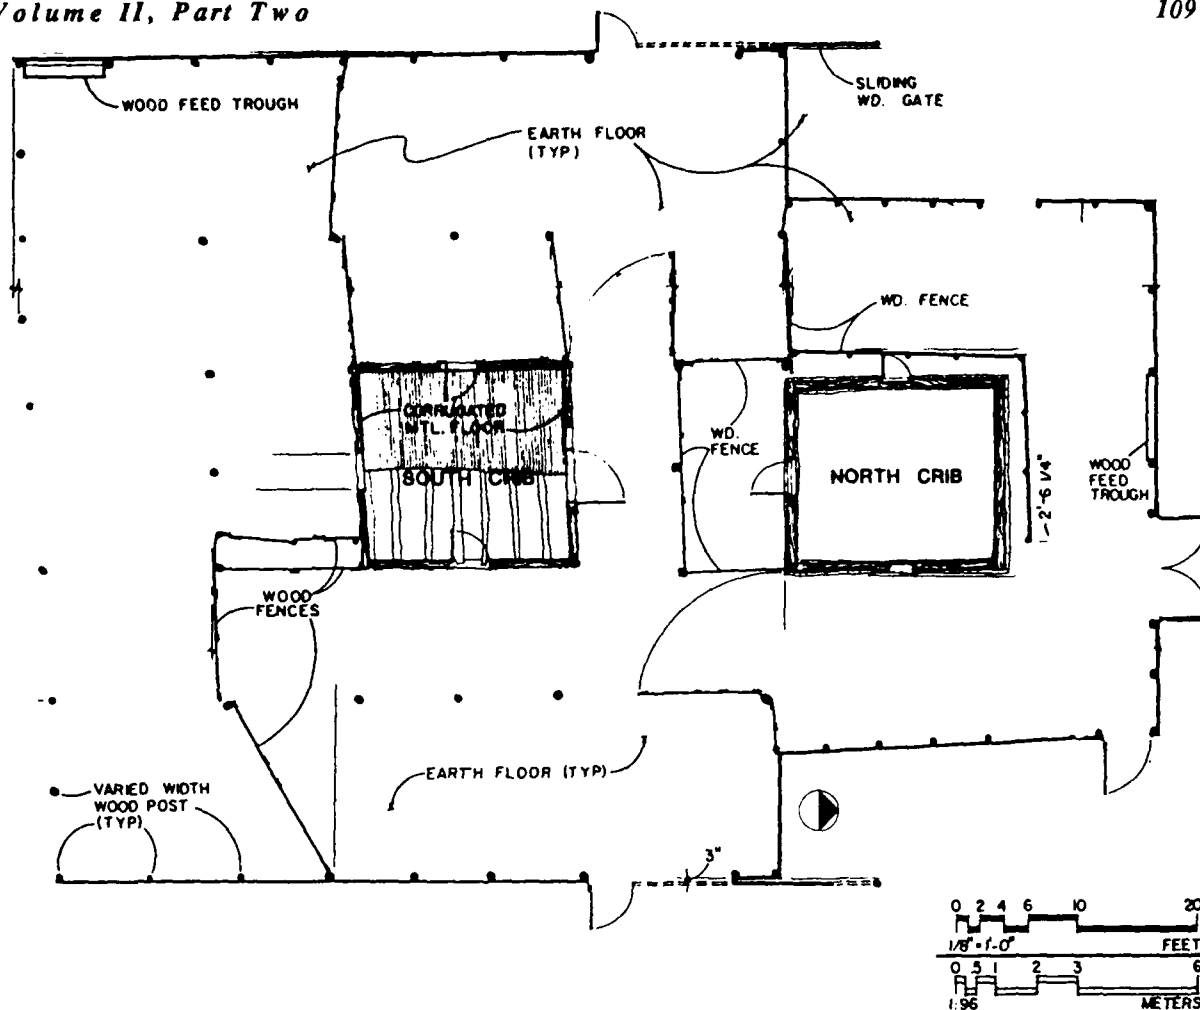 Volume II, Part Two
109
SLIDING
WD. GATE
WOOD FEED TROUGH
EARTH FLOOR
(TYP)
WD. FENCE
CORRUGATED
MTL. FLOOR
WD.
FENCE
SOUTH CRIB
NORTH CRIB
WOOD
FEED
TROUGH
2'-6 1/4"
WOOD
FENCES
EARTH FLOOR (TYP)
VARIED WIDTH
WOOD POST
(TYP)
3"
0 2 4 6 10 20
1/8" = 1'-0" FEET
0 .5 1 2 3 6
1:96 METERS